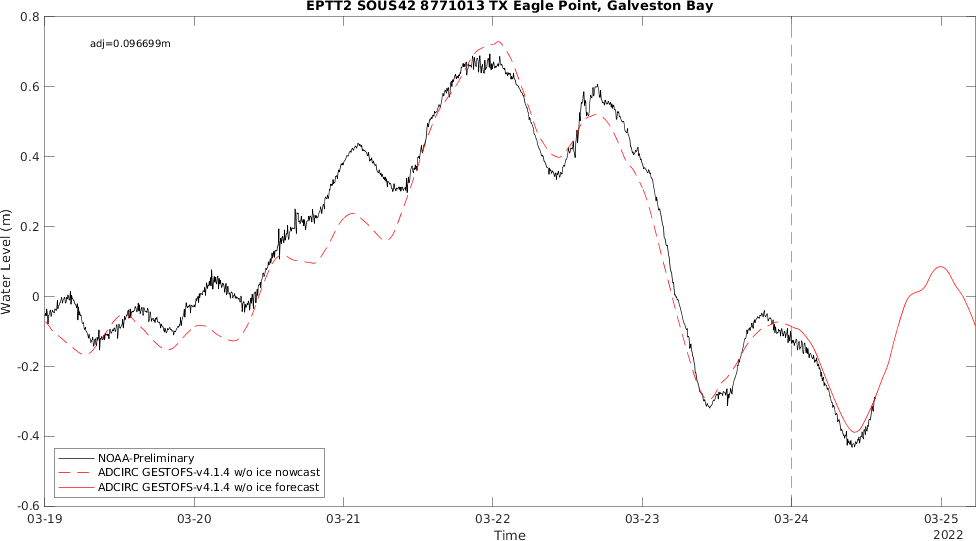 EPTT2 SOUS42 8771013 TX Eagle Point, Galveston Bay
adj=0.096699m
0.8
0.6
0.4
0.2
0
-0.2
-0.4
-0.6
Water Level (m)
NOAA-Preliminary
ADCIRC GESTOFS-v4.1.4 w/o ice nowcast
ADCIRC GESTOFS-v4.1.4 w/o ice forecast
03-19 03-20 03-21 03-22 03-23 03-24 03-25
Time
2022